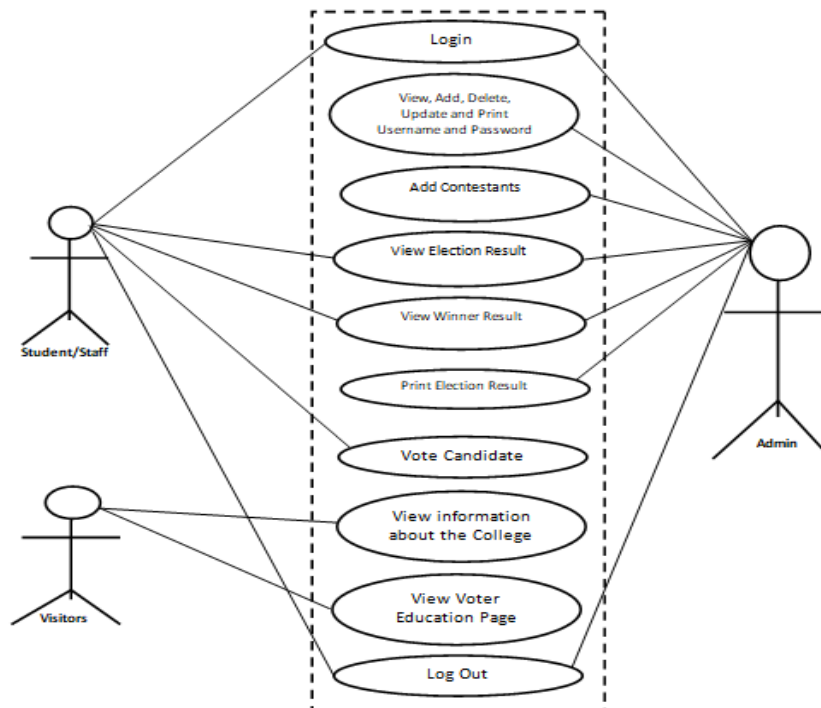 Login
View, Add, Delete,
Update and Print
Username and Password
Add Contestants
View Election Result
View Winner Result
Student/Staff
Print Election Result
Admin
Vote Candidate
View information
about the College
View Voter
Education Page
Visitors
Log Out